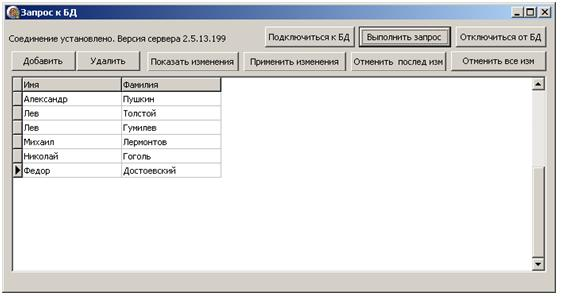 Запрос к БД
Соединение установлено. Версия сервера 2.5.13.199 Подключиться к БД Выполнить запрос Отключиться от БД
Добавить Удалить Показать изменения Применить изменения Отменить послед изм Отменить все изм
Имя Фамилия
Александр Пушкин
Лев Толстой
Лев Гумилев
Михаил Лермонтов
Николай Гоголь
Федор Достоевский